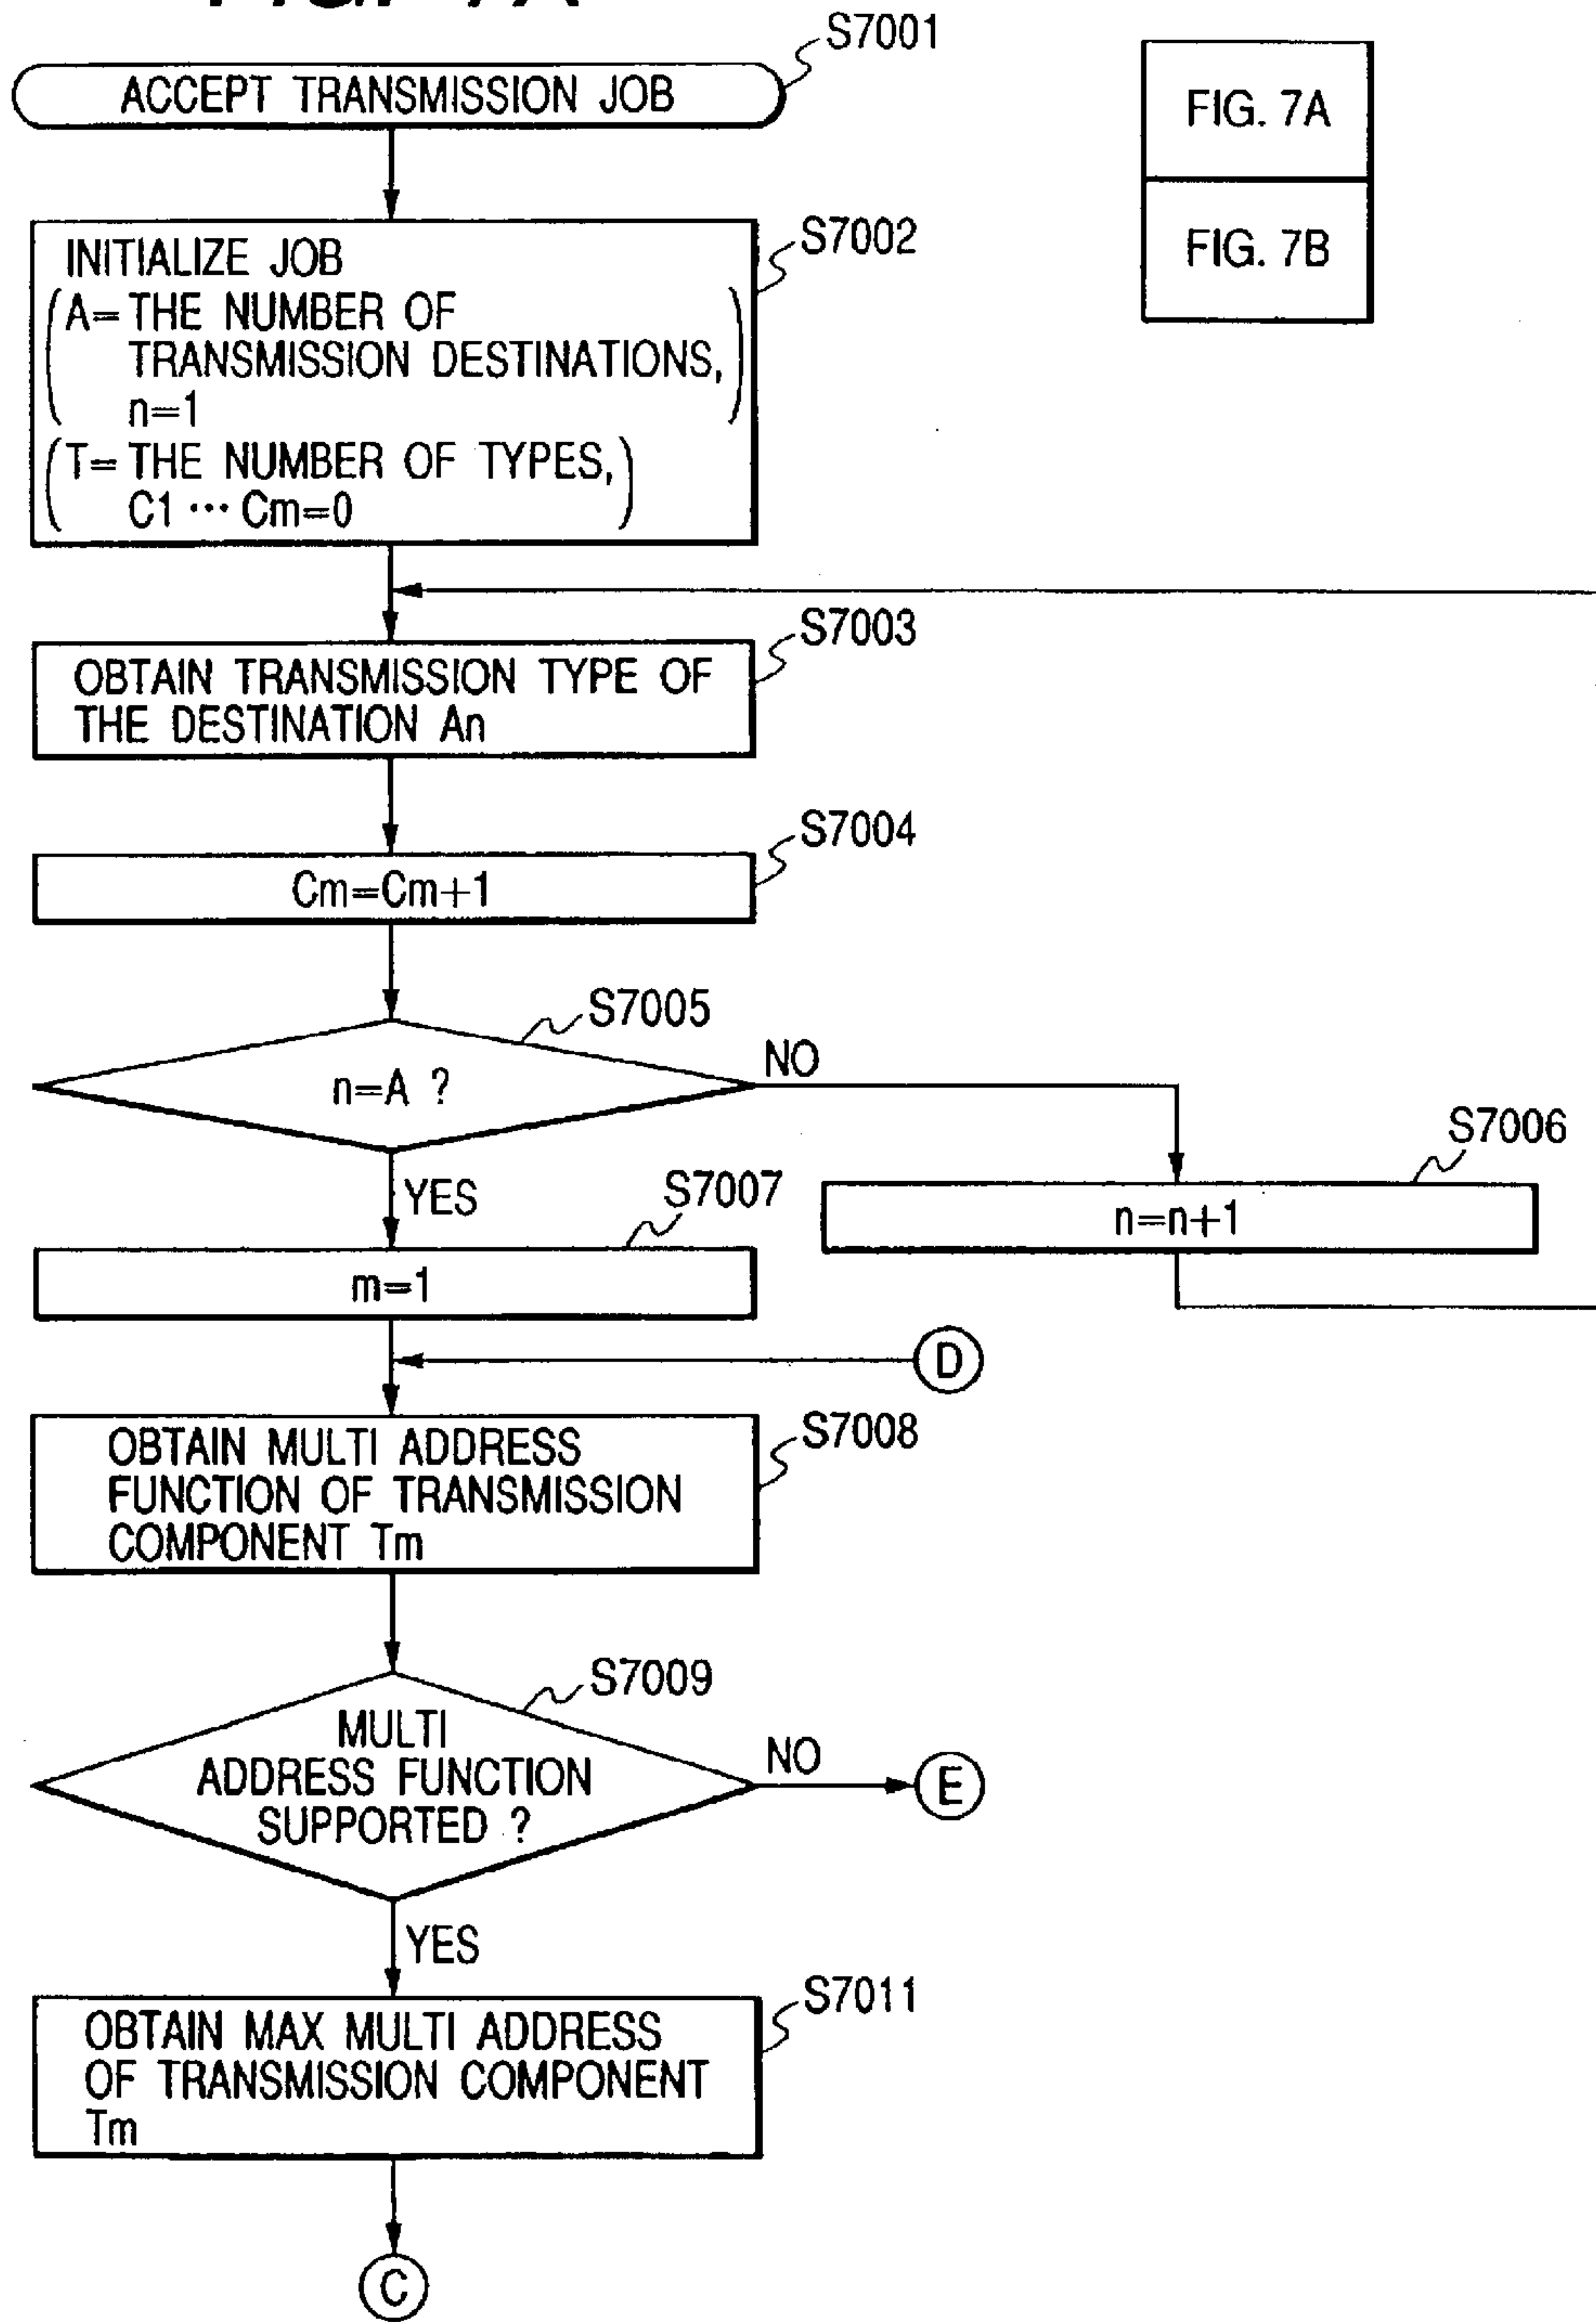 FIG. 7A
S7001
ACCEPT TRANSMISSION JOB
FIG. 7A
FIG. 7B
S7002
INITIALIZE JOB
(A= THE NUMBER OF
TRANSMISSION DESTINATIONS,
n=1)
(T= THE NUMBER OF TYPES,
C1 ··· Cm=0)
S7003
OBTAIN TRANSMISSION TYPE OF
THE DESTINATION An
S7004
Cm=Cm+1
S7005
n=A ?
NO
YES
S7006
n=n+1
S7007
m=1
D
S7008
OBTAIN MULTI ADDRESS
FUNCTION OF TRANSMISSION
COMPONENT Tm
S7009
MULTI
ADDRESS FUNCTION
SUPPORTED ?
NO
E
YES
S7011
OBTAIN MAX MULTI ADDRESS
OF TRANSMISSION COMPONENT
Tm
C